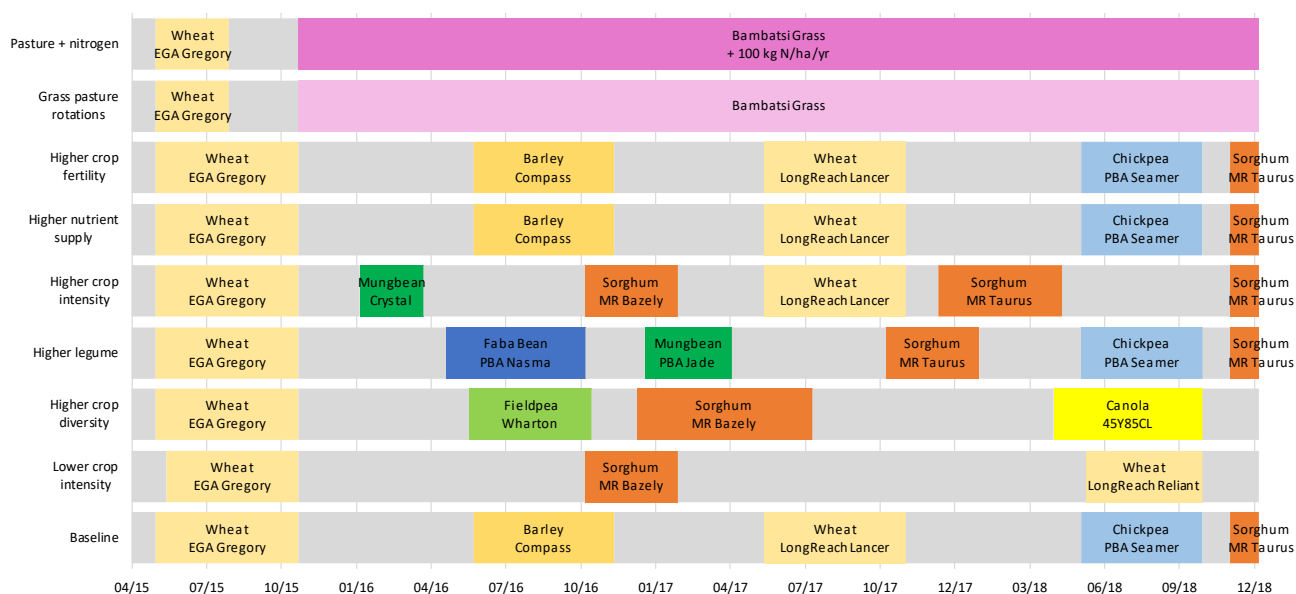 Pasture + nitrogen
Wheat
EGA Gregory
Bambatsi Grass
+ 100 kg N/ha/yr
Grass pasture
rotations
Wheat
EGA Gregory
Bambatsi Grass
Higher crop
fertility
Wheat
EGA Gregory
Barley
Compass
Wheat
LongReach Lancer
Chickpea
PBA Seamer
Sorghum
MR Taurus
Higher nutrient
supply
Wheat
EGA Gregory
Barley
Compass
Wheat
LongReach Lancer
Chickpea
PBA Seamer
Sorghum
MR Taurus
Higher crop
intensity
Wheat
EGA Gregory
Mungbean
Crystal
Sorghum
MR Bazely
Wheat
LongReach Lancer
Sorghum
MR Taurus
Sorghum
MR Taurus
Higher legume
Wheat
EGA Gregory
Faba Bean
PBA Nasma
Mungbean
PBA Jade
Sorghum
MR Taurus
Chickpea
PBA Seamer
Sorghum
MR Taurus
Higher crop
diversity
Wheat
EGA Gregory
Fieldpea
Wharton
Sorghum
MR Bazely
Canola
45Y85CL
Lower crop
intensity
Wheat
EGA Gregory
Sorghum
MR Bazely
Wheat
LongReach Reliant
Baseline
Wheat
EGA Gregory
Barley
Compass
Wheat
LongReach Lancer
Chickpea
PBA Seamer
Sorghum
MR Taurus
04/15 07/15 10/15 01/16 04/16 07/16 10/16 01/17 04/17 07/17 10/17 12/17 03/18 06/18 09/18 12/18